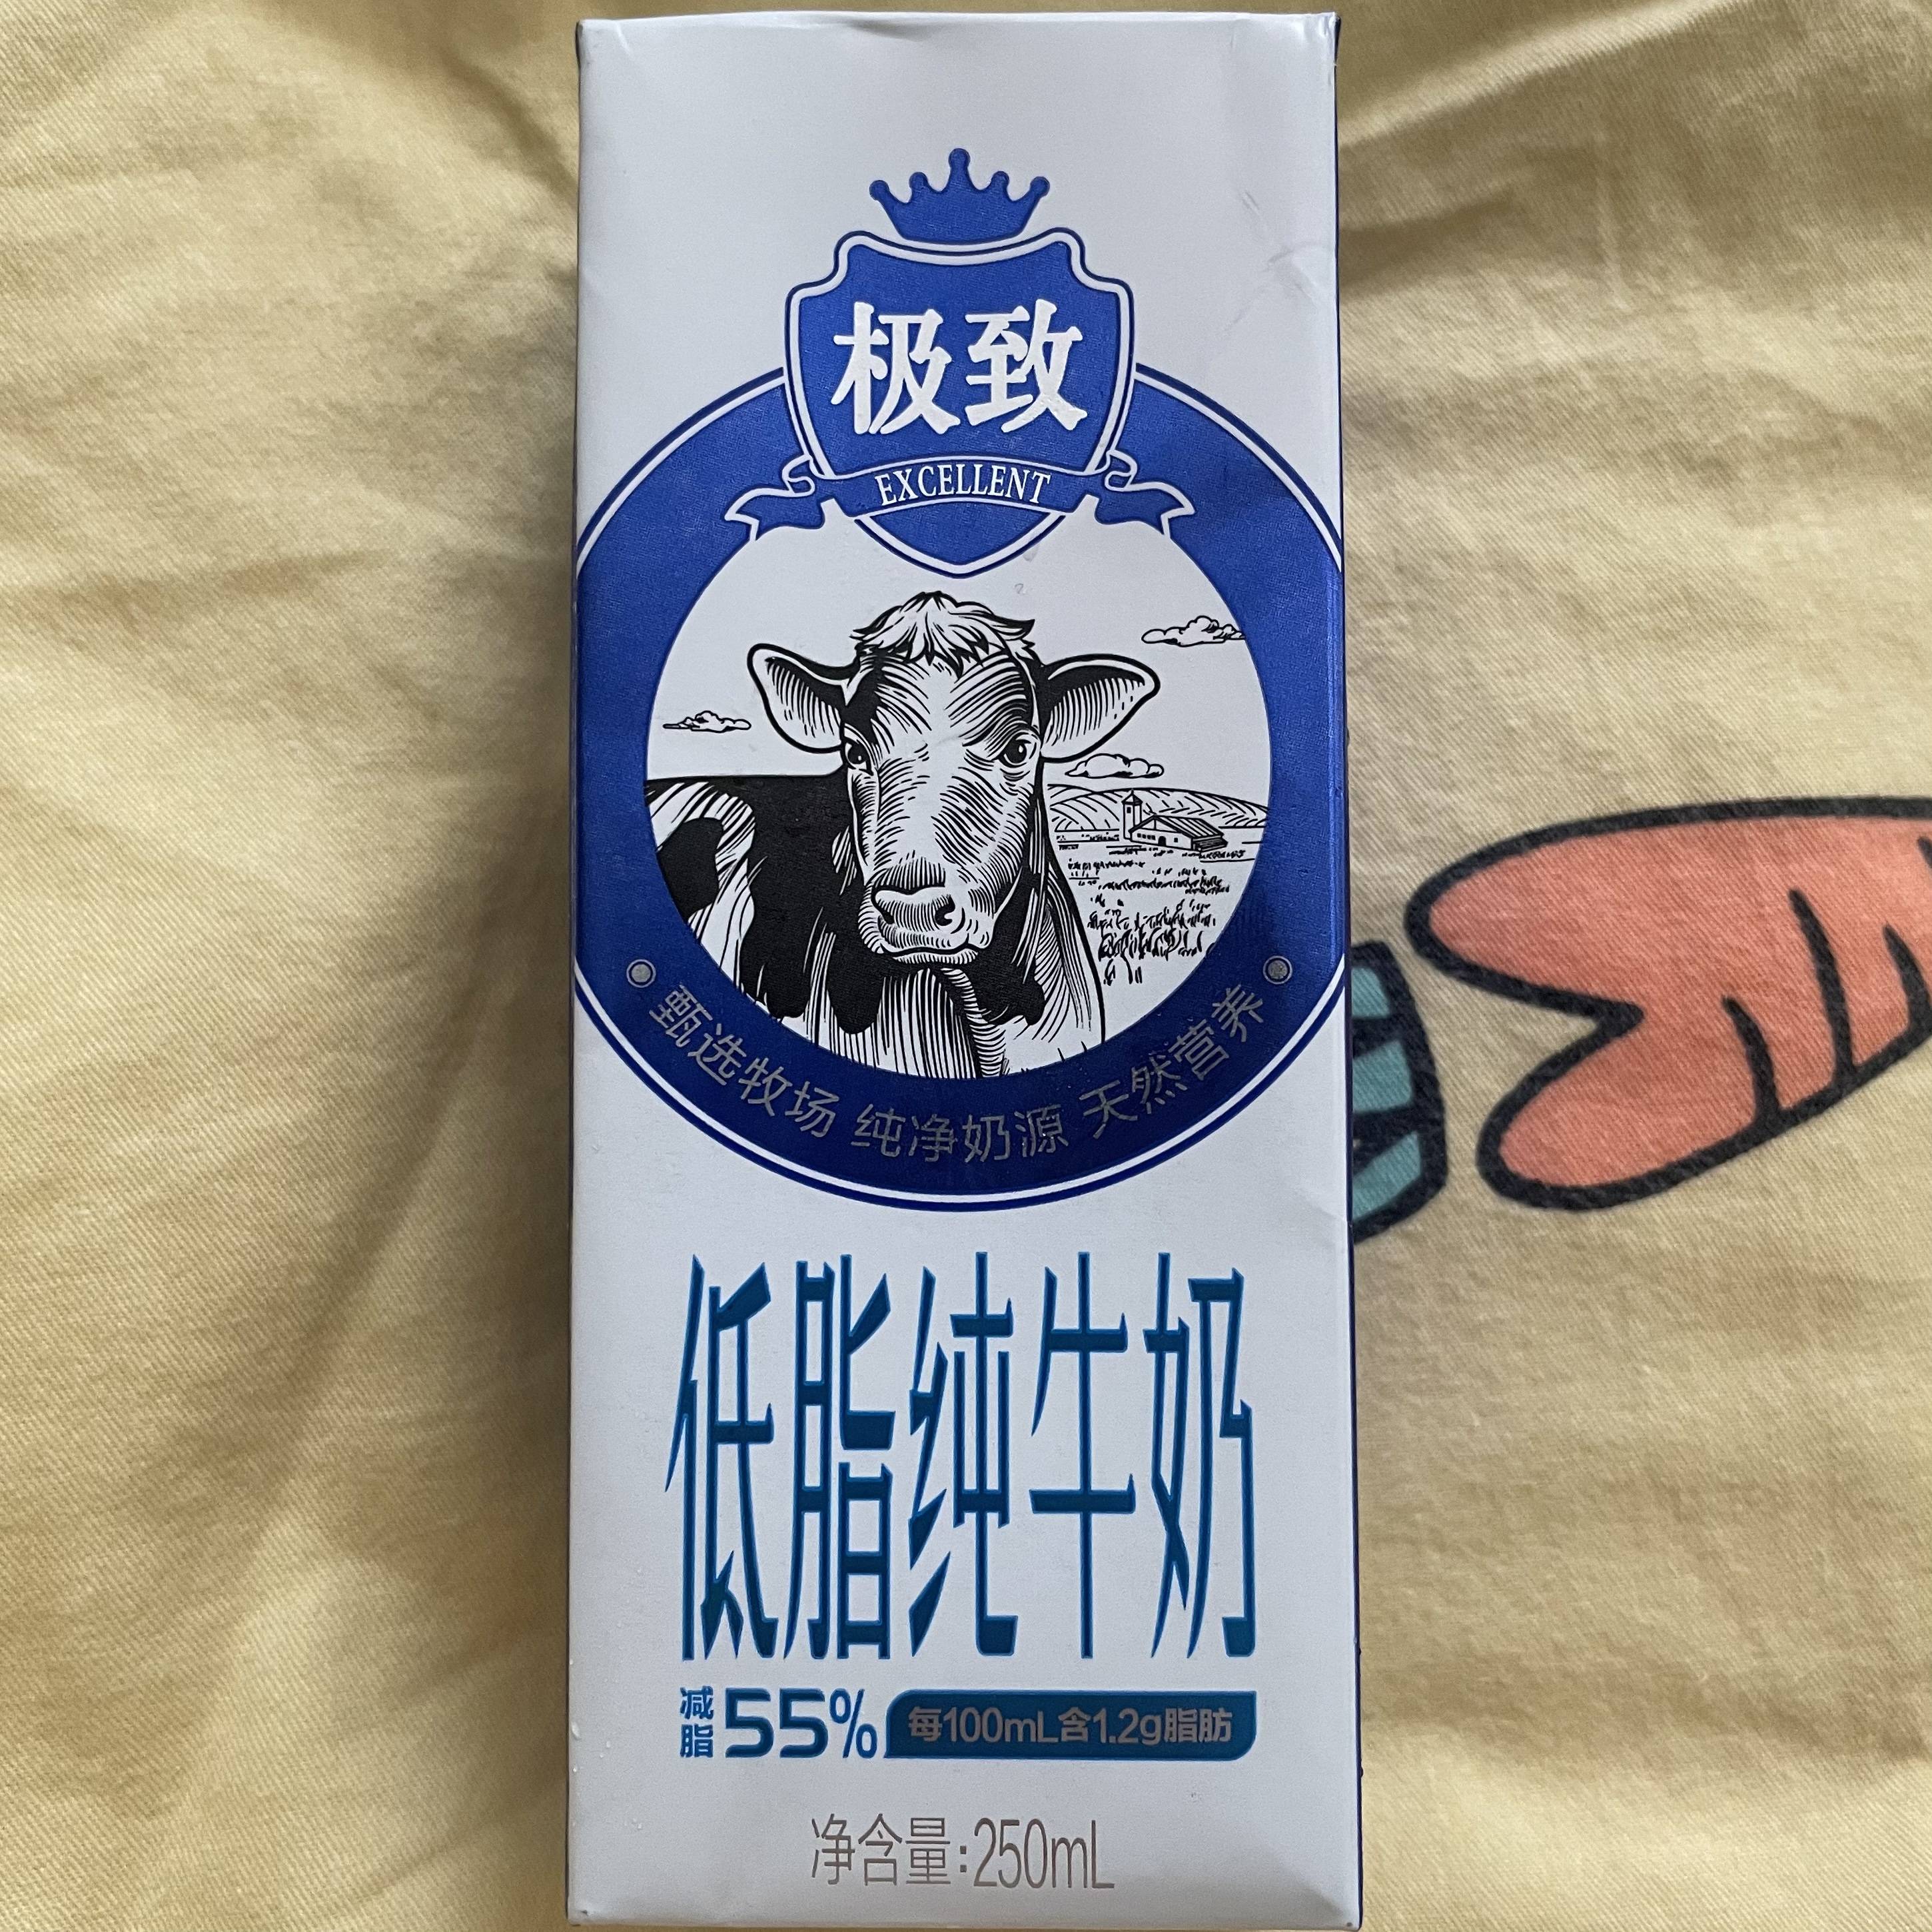 极致
EXCELLENT
甄选牧场 纯净奶源 天然营养
低脂纯牛奶
减脂55% 每100mL含1.2g脂肪
净含量:250mL